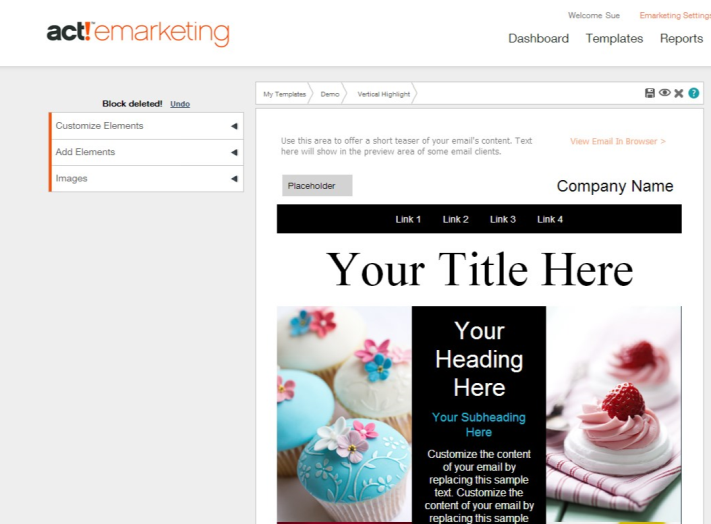 act!™emarketing
Welcome Sue Emarketing Settings
Dashboard Templates Reports
Block deleted! Undo
Customize Elements
Add Elements
Images
My Templates Demo Vertical Highlight
?
Use this area to offer a short teaser of your email's content. Text
here will show in the preview area of some email clients.
View Email In Browser >
Placeholder
Company Name
Link 1 Link 2 Link 3 Link 4
Your Title Here
Your
Heading
Here
Your Subheading
Here
Customize the content
of your email by
replacing this sample
text. Customize the
content of your email by
replacing this sample